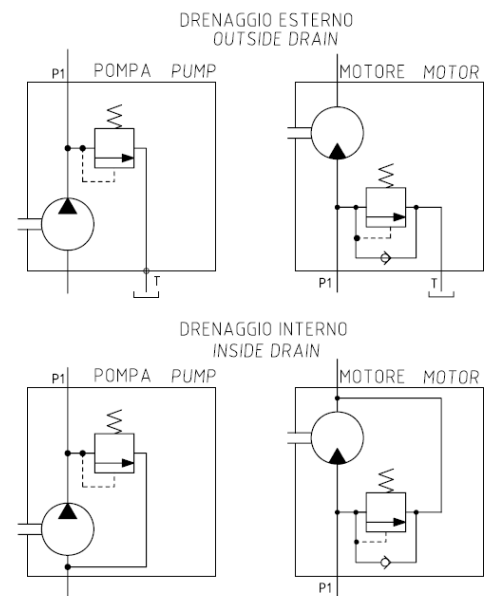 DRENAGGIO ESTERNO
OUTSIDE DRAIN
P1 POMPA PUMP
MOTORE MOTOR
T
P1 T
DRENAGGIO INTERNO
INSIDE DRAIN
P1 POMPA PUMP
MOTORE MOTOR
P1